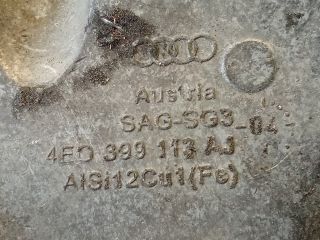 Austria
SAG-SG3-04-
4E0 399 113 AJ
AlSi12Cu1(Fe)